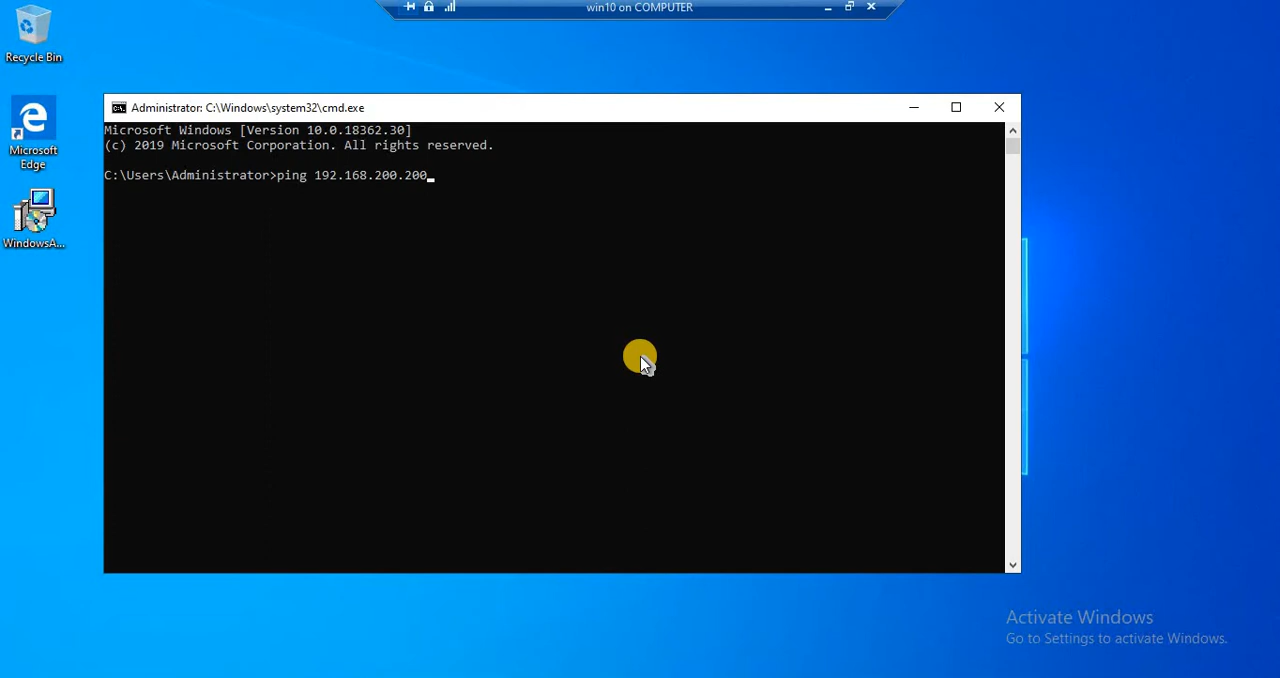 win10 on COMPUTER
Recycle Bin
Microsoft
Edge
WindowsA...
Administrator: C:\Windows\system32\cmd.exe
Microsoft Windows [Version 10.0.18362.30]
(c) 2019 Microsoft Corporation. All rights reserved.
C:\Users\Administrator>ping 192.168.200.200_
Activate Windows
Go to Settings to activate Windows.